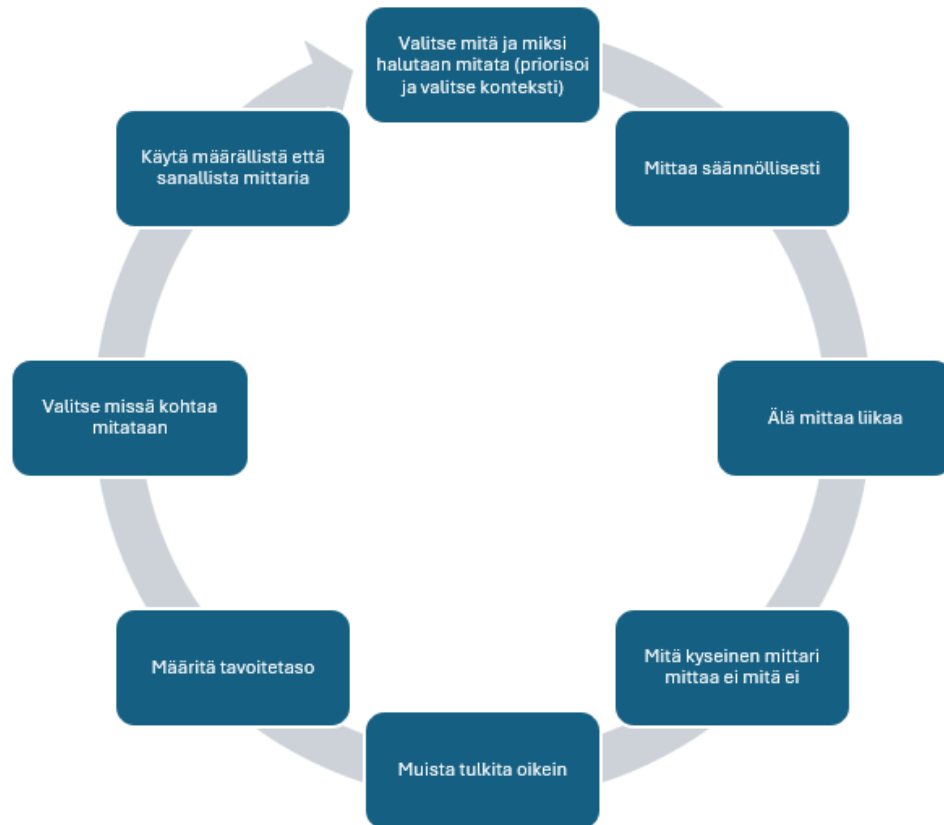 Valitse mitä ja miksi
halutaan mitata (priorisoi
ja valitse konteksti)
Mittaa säännöllisesti
Älä mittaa liikaa
Mitä kyseinen mittari
mittaa ei mitä ei
Muista tulkita oikein
Määritä tavoitetaso
Valitse missä kohtaa
mitataan
Käytä määrällistä että
sanallista mittaria